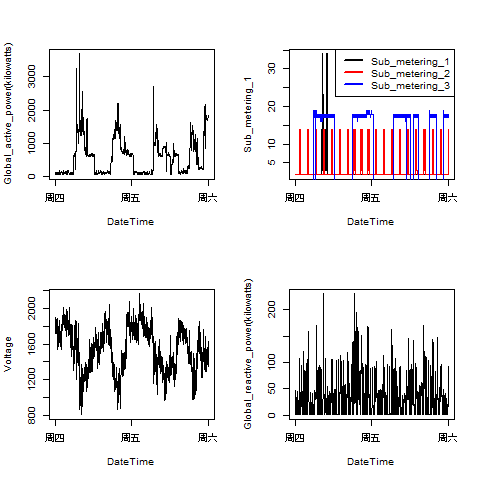 Global_active_power(kilowatts)
0 1000 3000
周四 周五 周六
DateTime
Sub_metering_1
5 15 25 35
Sub_metering_1
Sub_metering_2
Sub_metering_3
周四 周五 周六
DateTime
Voltage
800 1200 1600 2000
周四 周五 周六
DateTime
Global_reactive_power(kilowatts)
0 50 100 200
周四 周五 周六
DateTime